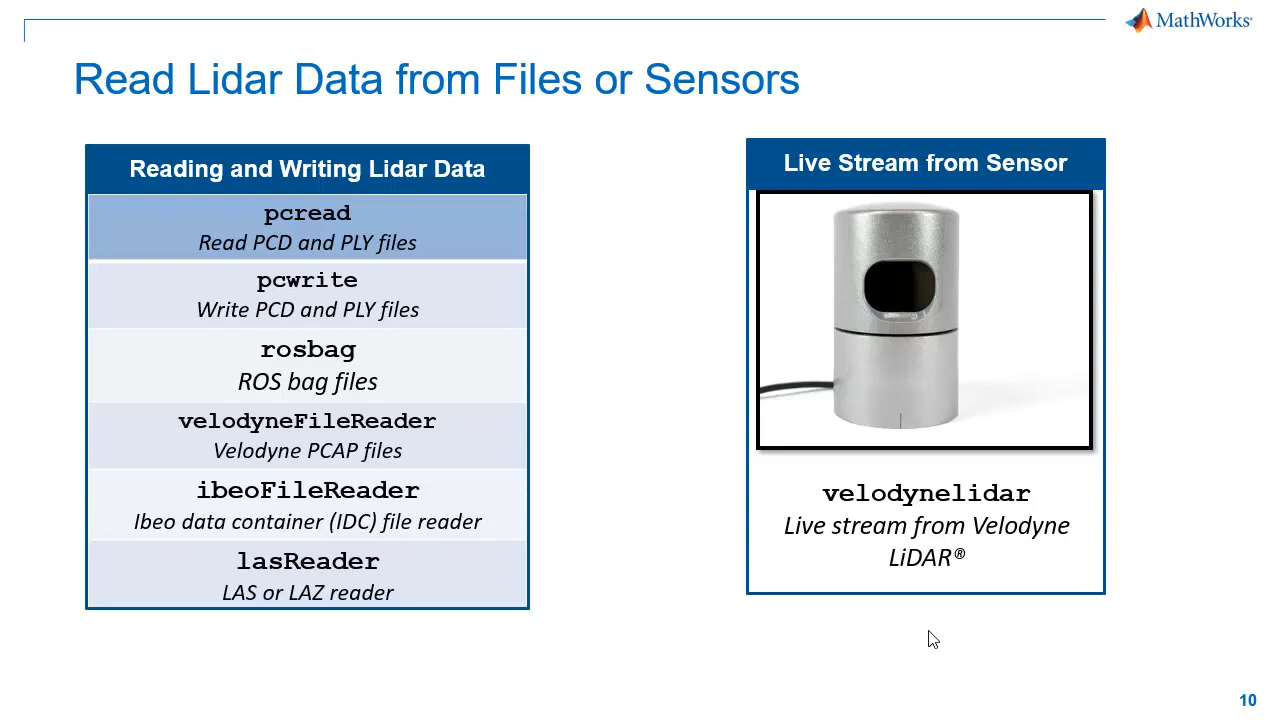 MathWorks®
Read Lidar Data from Files or Sensors
Reading and Writing Lidar Data
pcread
Read PCD and PLY files
pcwrite
Write PCD and PLY files
rosbag
ROS bag files
velodyneFileReader
Velodyne PCAP files
ibeoFileReader
Ibeo data container (IDC) file reader
lasReader
LAS or LAZ reader
Live Stream from Sensor
velodynelidar
Live stream from Velodyne
LiDAR®
10